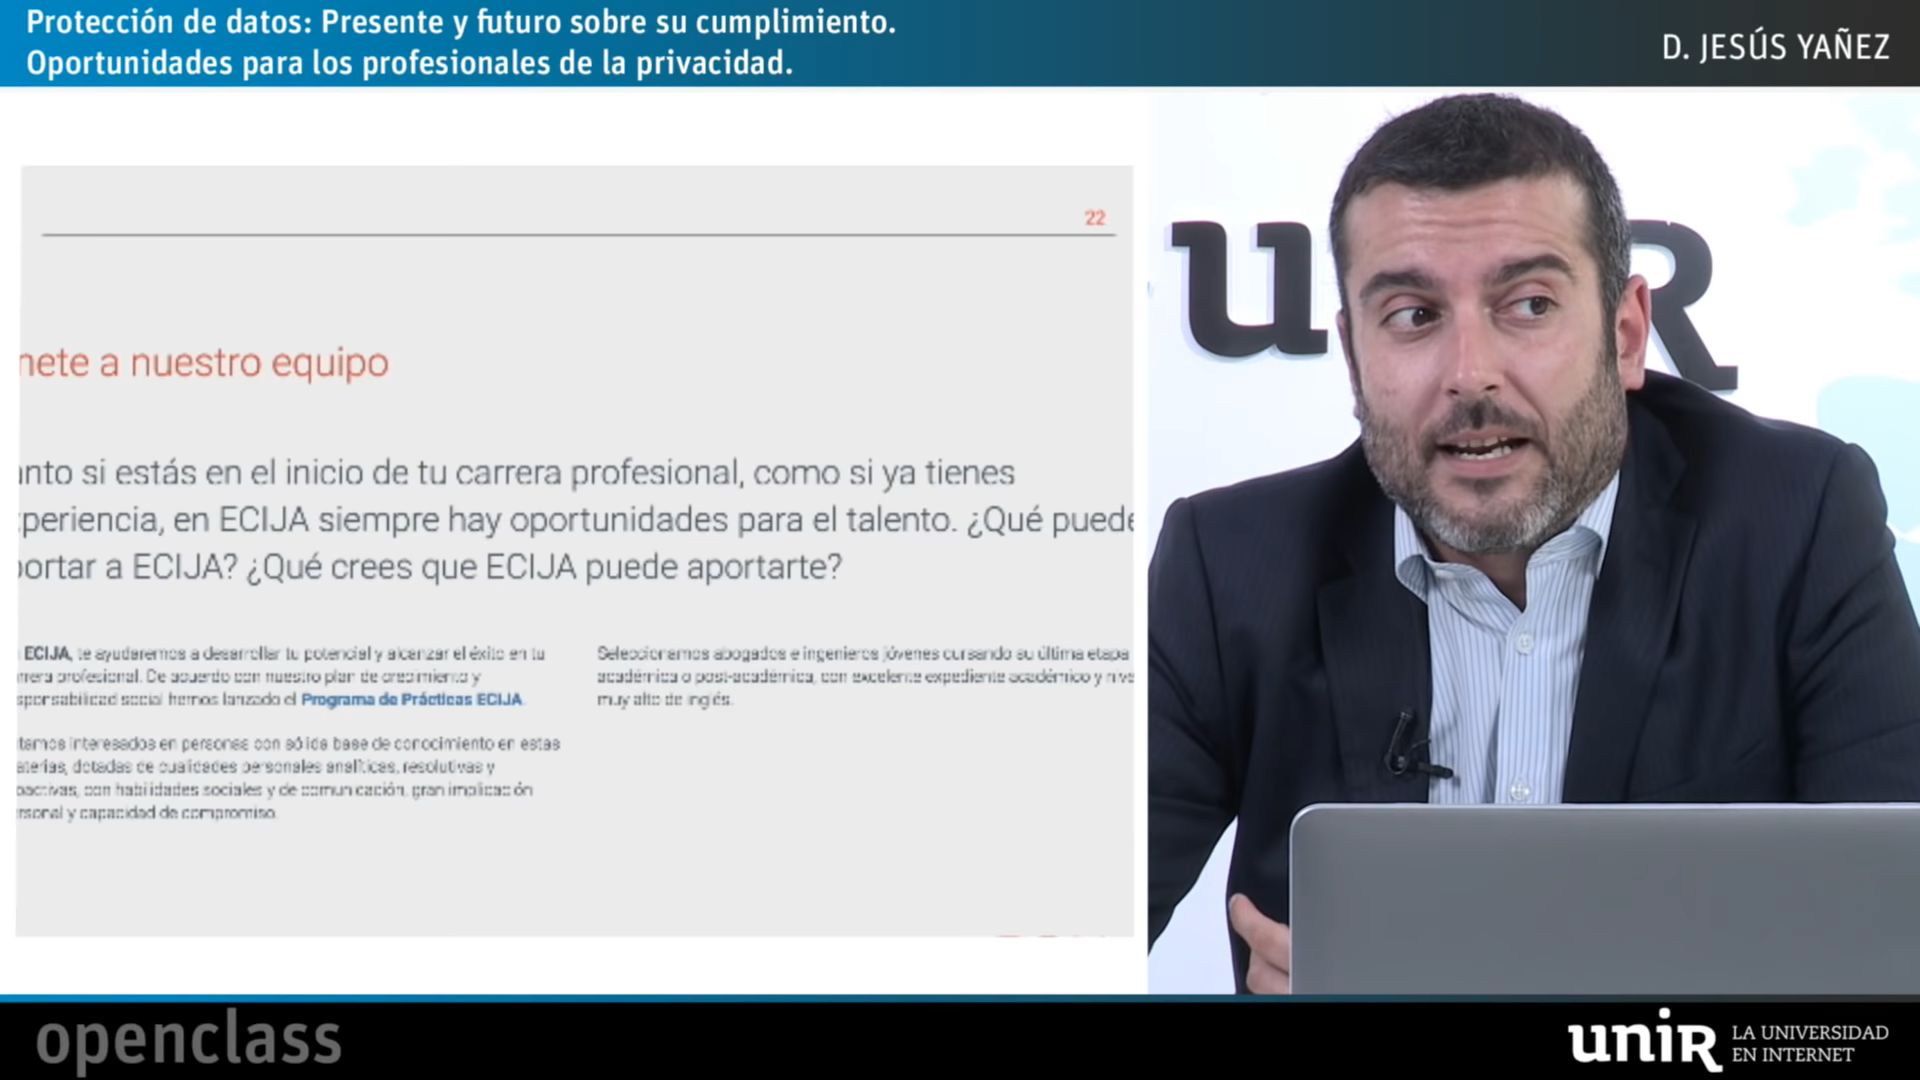 Protección de datos: Presente y futuro sobre su cumplimiento.
Oportunidades para los profesionales de la privacidad.
D. JESÚS YAÑEZ
22
nete a nuestro equipo
anto si estás en el inicio de tu carrera profesional, como si ya tienes
periencia, en ECIJA siempre hay oportunidades para el talento. ¿Qué puede
portar a ECIJA? ¿Qué crees que ECIJA puede aportarte?
ECIJA, te ayudaremos a desarrollar tu potencial y alcanzar el éxito en tu
rrera profesional. De acuerdo con nuestro plan de crecimiento y
sponsabilidad social hemos lanzado el Programa de Prácticas ECIJA.
tamos interesados en personas con sólida base de conocimiento en estas
aterias, dotadas de cualidades personales analíticas, resolutivas y
oactivas, con habilidades sociales y de comunicación, gran implicación
rsonal y capacidad de compromiso.
Seleccionamos abogados e ingenieros jóvenes cursando su última etapa
académica o post-académica, con excelente expediente académico y nive
muy alto de inglés.
uniR
openclass
uniR
LA UNIVERSIDAD
EN INTERNET